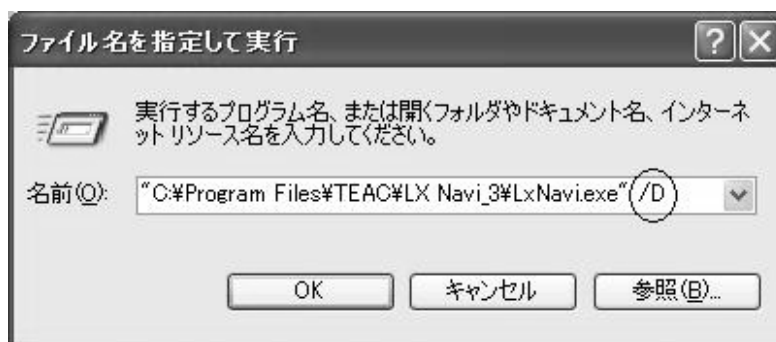 ファイル名を指定して実行
実行するプログラム名、または開くフォルダやドキュメント名、インターネ
ット リソース名を入力してください。
名前(O): "C:¥Program Files¥TEAC¥LX Navi_3¥LxNavi.exe" /D
OK キャンセル 参照(B)...